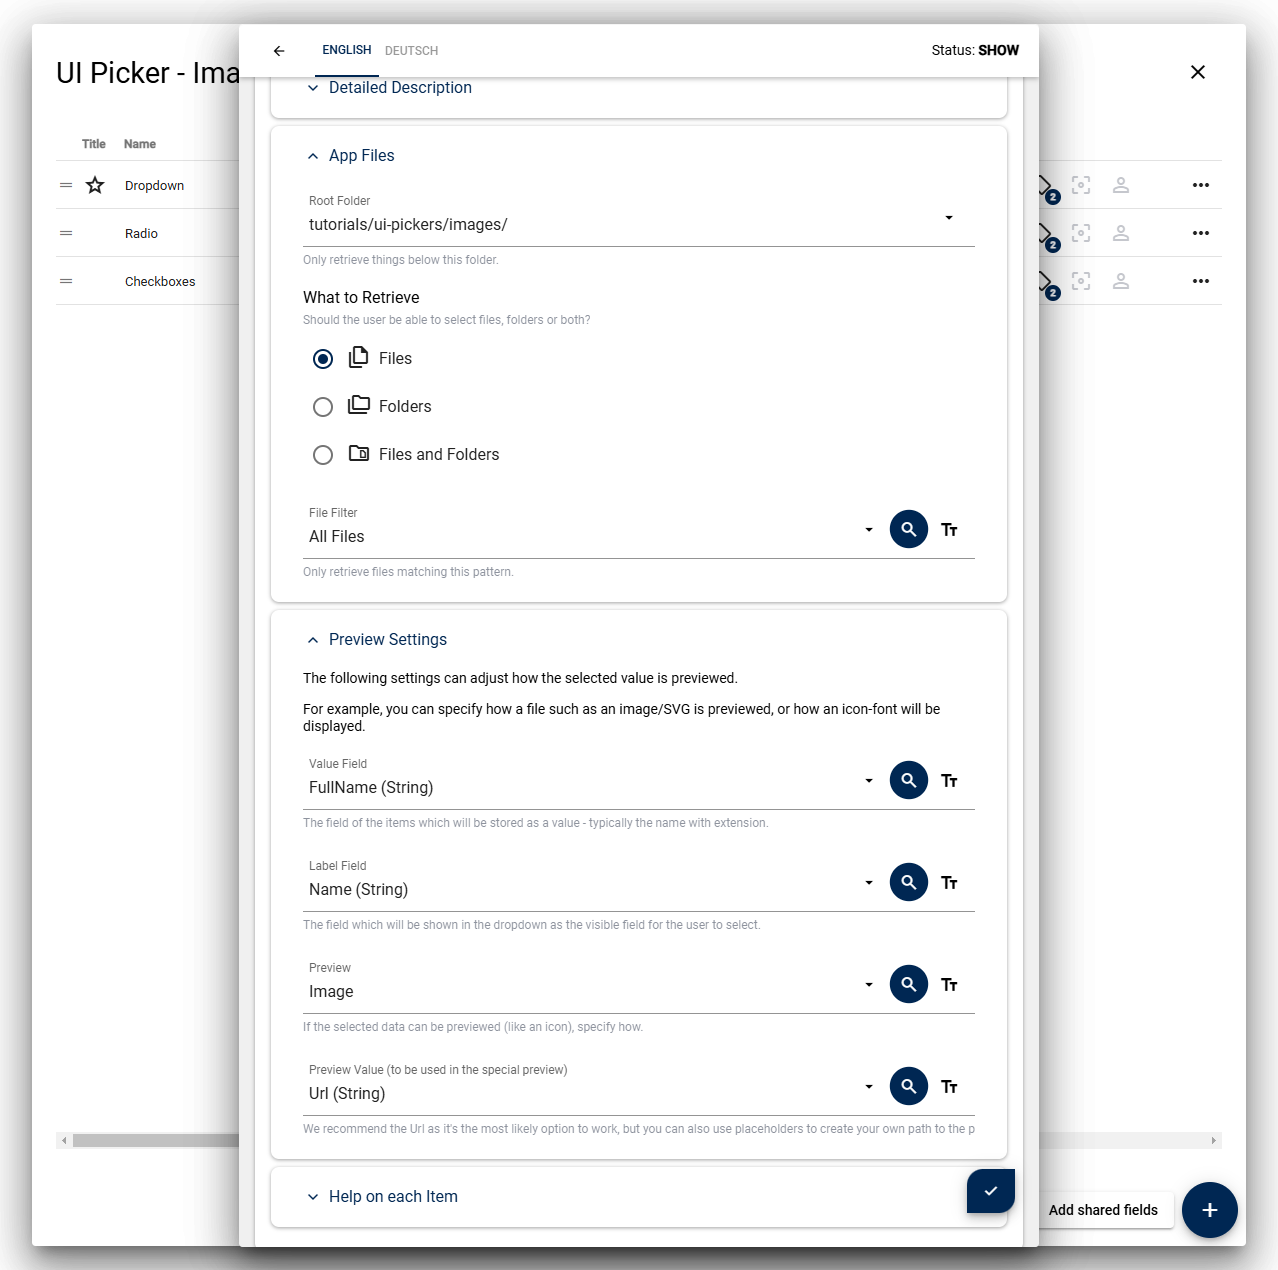 UI Picker - Ima
ENGLISH DEUTSCH
Status: SHOW
Title Name
Dropdown
2
Radio
2
Checkboxes
2
Detailed Description
App Files
Root Folder
tutorials/ui-pickers/images/
Only retrieve things below this folder.
What to Retrieve
Should the user be able to select files, folders or both?
Files
Folders
Files and Folders
File Filter
All Files
Only retrieve files matching this pattern.
Preview Settings
The following settings can adjust how the selected value is previewed.
For example, you can specify how a file such as an image/SVG is previewed, or how an icon-font will be
displayed.
Value Field
FullName (String)
The field of the items which will be stored as a value - typically the name with extension.
Label Field
Name (String)
The field which will be shown in the dropdown as the visible field for the user to select.
Preview
Image
If the selected data can be previewed (like an icon), specify how.
Preview Value (to be used in the special preview)
Url (String)
We recommend the Url as it's the most likely option to work, but you can also use placeholders to create your own path to the p
Help on each Item
Add shared fields